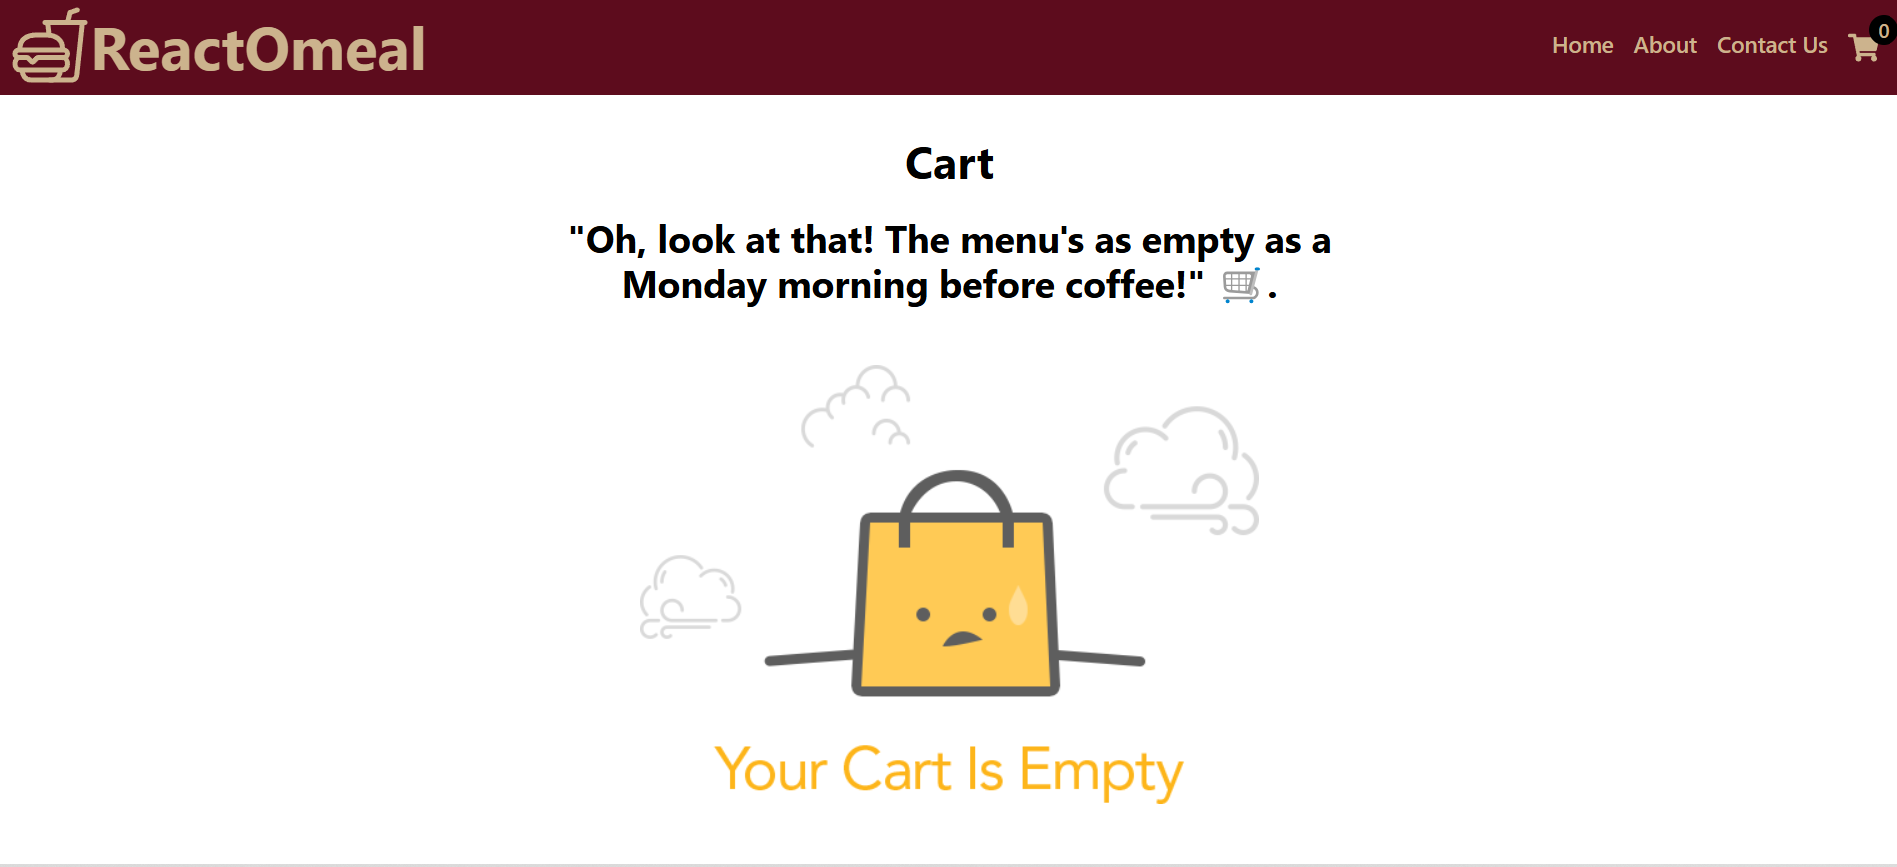 ReactOmeal
Home About Contact Us 0
Cart
"Oh, look at that! The menu's as empty as a
Monday morning before coffee!" 🛒.
Your Cart Is Empty